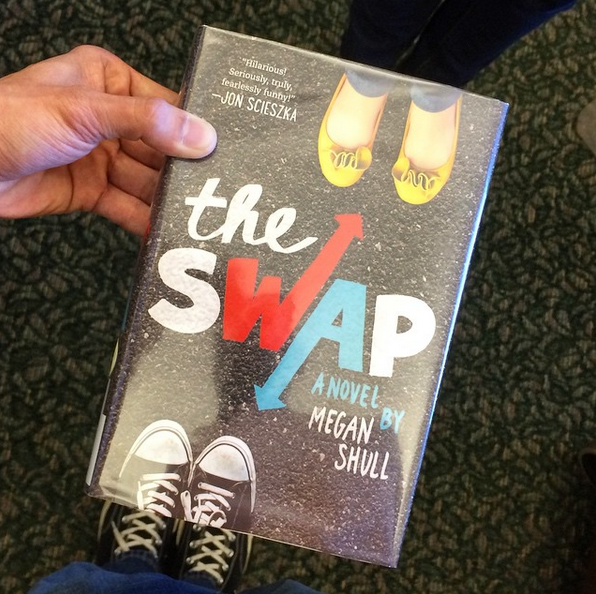 "Hilarious!
Seriously, truly,
fearlessly funny!"
—JON SCIESZKA
the
SWAP
A NOVEL BY
MEGAN
SHULL